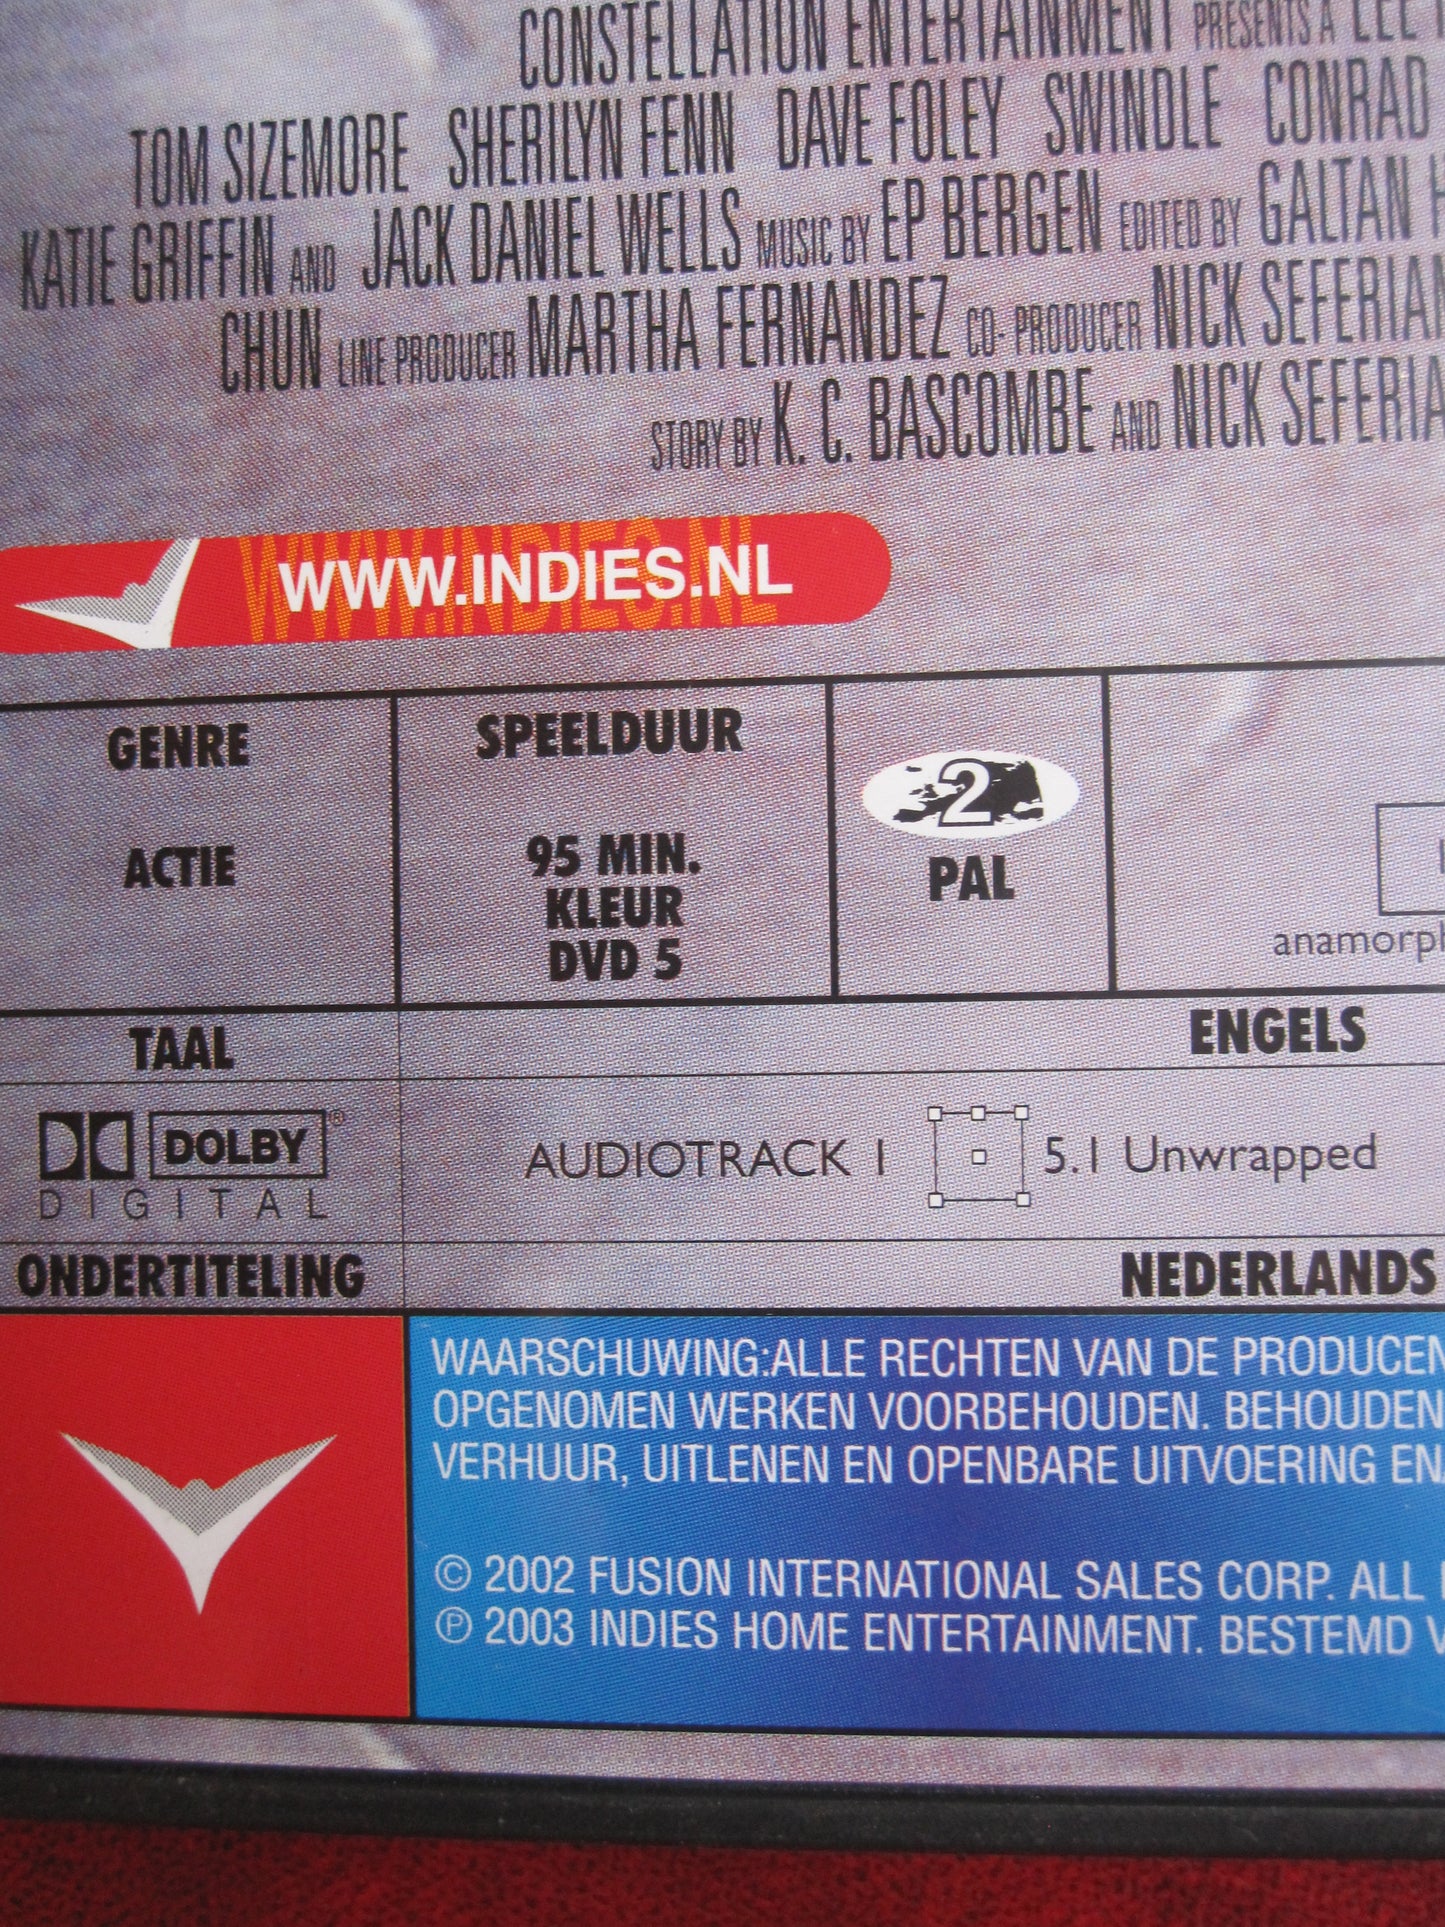 CONSTELLATION ENTERTAINMENT PRESENTS A LEE
TOM SIZEMORE SHERILYN FENN DAVE FOLEY SWINDLE CONRAD
KATIE GRIFFIN AND JACK DANIEL WELLS MUSIC BY EP BERGEN EDITED BY GALTAN H
CHUN LINE PRODUCER MARTHA FERNANDEZ CO- PRODUCER NICK SEFERIAN
STORY BY K. C. BASCOMBE AND NICK SEFERIA
WWW.INDIES.NL
GENRE
ACTIE
SPEELDUUR
95 MIN.
KLEUR
DVD 5
2
PAL
anamorph
TAAL
ENGELS
DOLBY®
DIGITAL
AUDIOTRACK 1 5.1 Unwrapped
ONDERTITELING
NEDERLANDS
WAARSCHUWING:ALLE RECHTEN VAN DE PRODUCEN
OPGENOMEN WERKEN VOORBEHOUDEN. BEHOUDEN
VERHUUR, UITLENEN EN OPENBARE UITVOERING EN
© 2002 FUSION INTERNATIONAL SALES CORP. ALL
℗ 2003 INDIES HOME ENTERTAINMENT. BESTEMD V